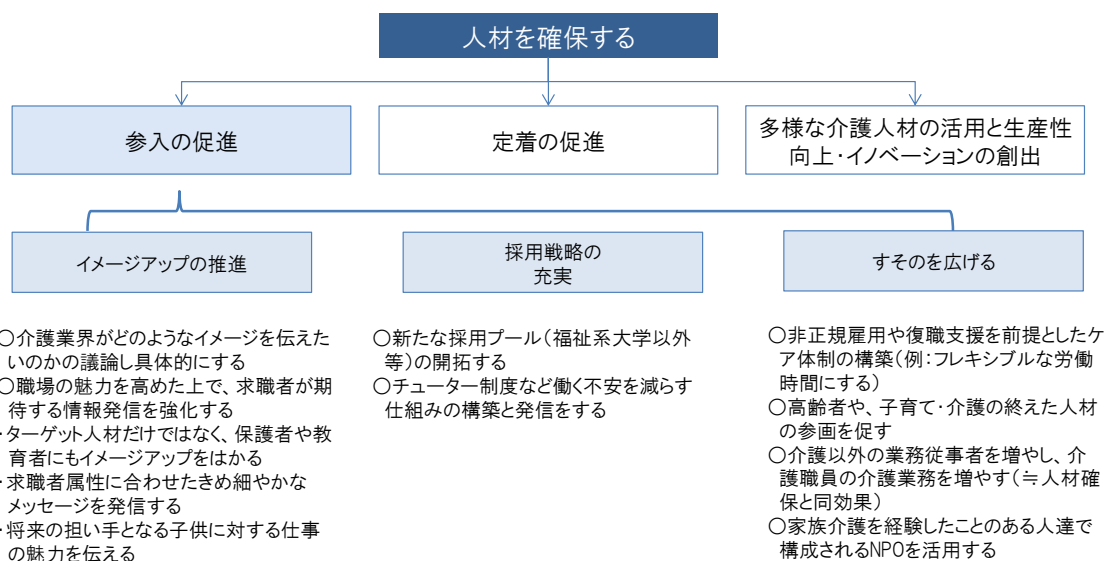 人材を確保する
参入の促進
定着の促進
多様な介護人材の活用と生産性
向上・イノベーションの創出
イメージアップの推進
採用戦略の
充実
すそのを広げる
〇介護業界がどのようなイメージを伝えた
いのかの議論し具体的にする
〇職場の魅力を高めた上で、求職者が期
待する情報発信を強化する
・ターゲット人材だけではなく、保護者や教
育者にもイメージアップをはかる
・求職者属性に合わせたきめ細やかな
メッセージを発信する
・将来の担い手となる子供に対する仕事
の魅力を伝える
〇新たな採用プール（福祉系大学以外
等）の開拓する
〇チューター制度など働く不安を減らす
仕組みの構築と発信をする
〇非正規雇用や復職支援を前提としたケ
ア体制の構築（例：フレキシブルな労働
時間にする）
〇高齢者や、子育て・介護の終えた人材
の参画を促す
〇介護以外の業務従事者を増やし、介
護職員の介護業務を増やす（≒人材確
保と同効果）
〇家族介護を経験したことのある人達で
構成されるNPOを活用する